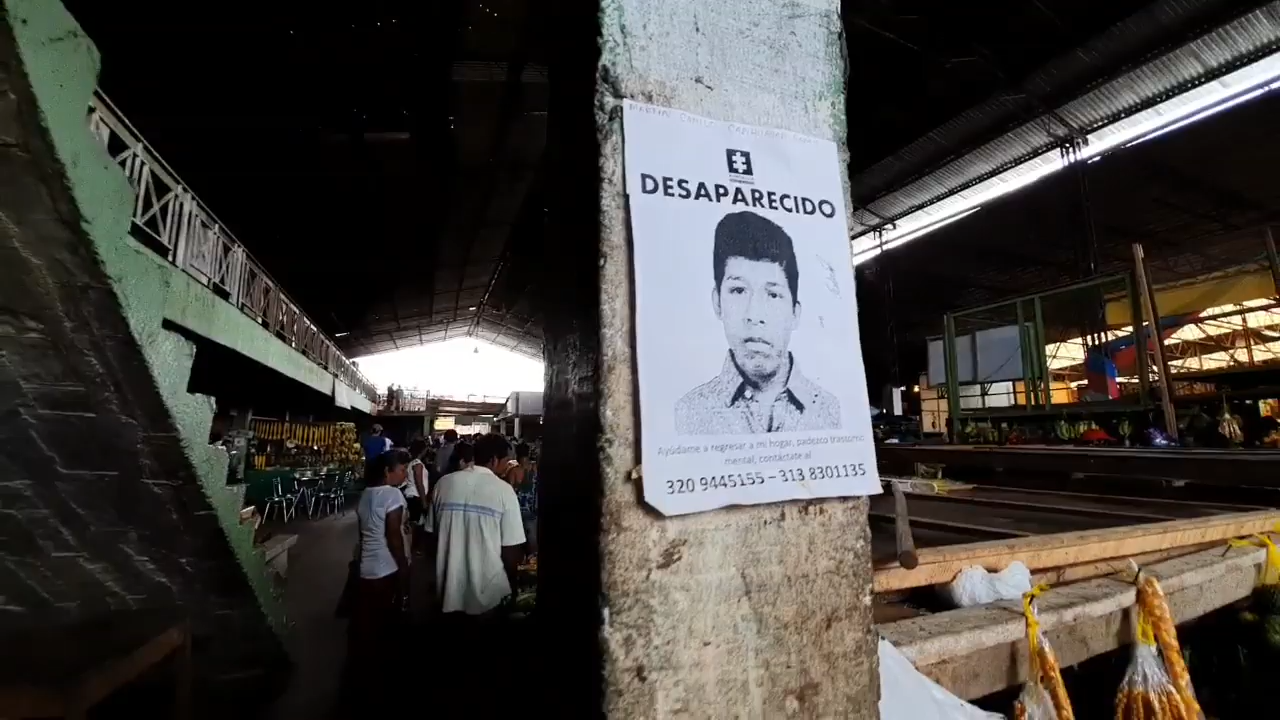 DESAPARECIDO
Ayúdame a regresar a mi hogar, padezco trastorno
mental, contáctate al
320 9445155 – 313 8301135